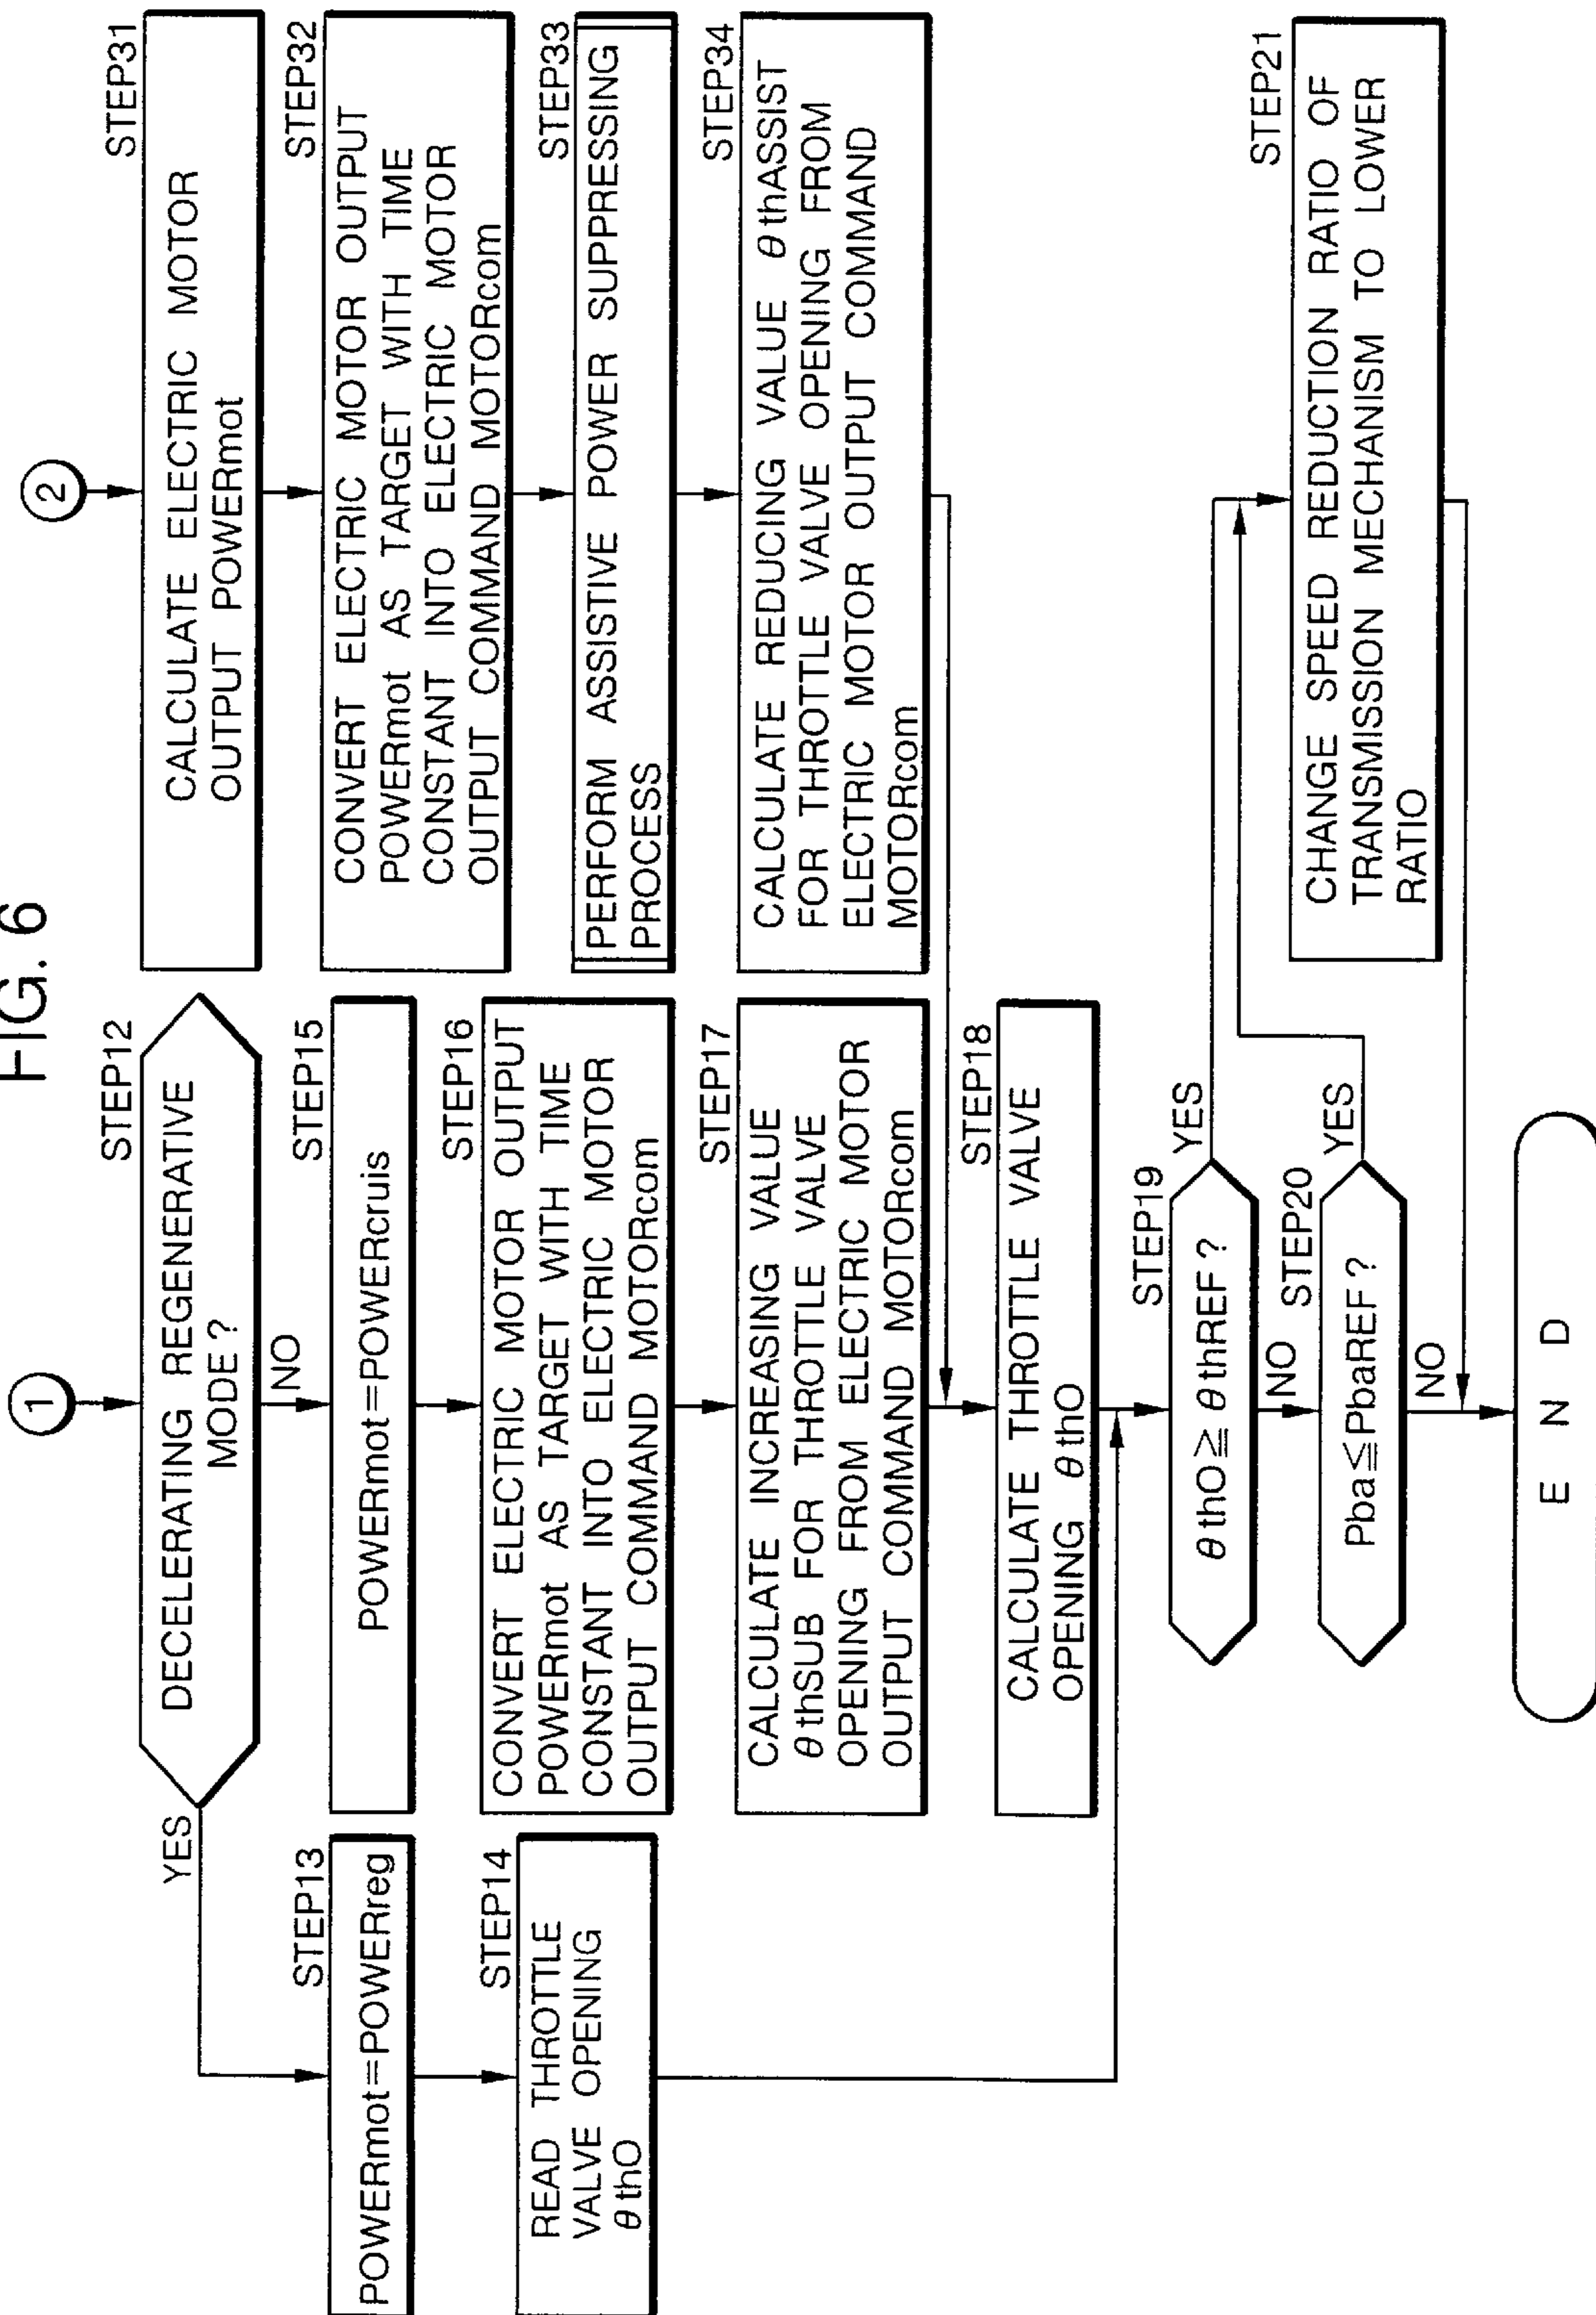 FIG. 6
1
STEP12
DECELERATING REGENERATIVE
MODE ?
YES
NO
STEP13
POWERmot=POWERreg
STEP14
READ THROTTLE
VALVE OPENING
θthO
STEP15
POWERmot=POWERcruis
STEP16
CONVERT ELECTRIC MOTOR OUTPUT
POWERmot AS TARGET WITH TIME
CONSTANT INTO ELECTRIC MOTOR
OUTPUT COMMAND MOTORcom
STEP17
CALCULATE INCREASING VALUE
θthSUB FOR THROTTLE VALVE
OPENING FROM ELECTRIC MOTOR
OUTPUT COMMAND MOTORcom
STEP18
CALCULATE THROTTLE VALVE
OPENING θthO
STEP19
θthO≧θthREF ?
YES
NO
STEP20
Pba≦PbaREF ?
YES
NO
E N D
2
STEP31
CALCULATE ELECTRIC MOTOR
OUTPUT POWERmot
STEP32
CONVERT ELECTRIC MOTOR OUTPUT
POWERmot AS TARGET WITH TIME
CONSTANT INTO ELECTRIC MOTOR
OUTPUT COMMAND MOTORcom
STEP33
PERFORM ASSISTIVE POWER SUPPRESSING
PROCESS
STEP34
CALCULATE REDUCING VALUE θthASSIST
FOR THROTTLE VALVE OPENING FROM
ELECTRIC MOTOR OUTPUT COMMAND
MOTORcom
STEP21
CHANGE SPEED REDUCTION RATIO OF
TRANSMISSION MECHANISM TO LOWER
RATIO